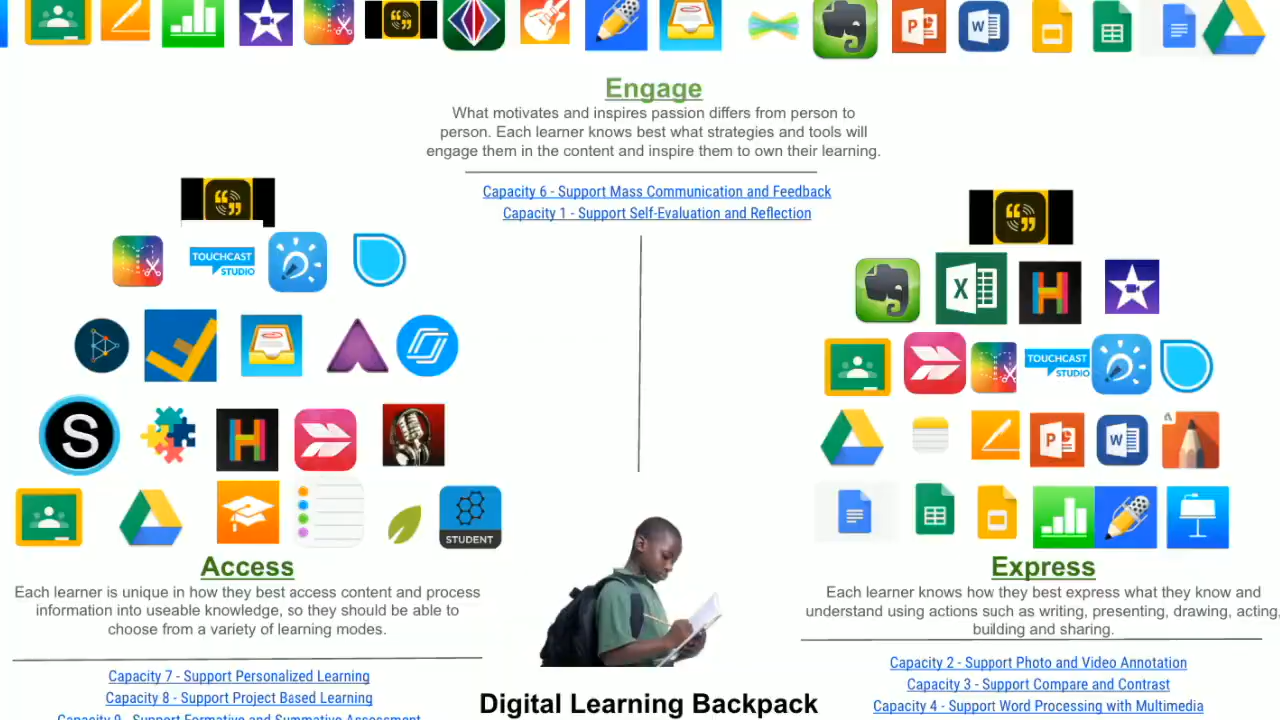 Engage
What motivates and inspires passion differs from person to
person. Each learner knows best what strategies and tools will
engage them in the content and inspire them to own their learning.
Capacity 6 - Support Mass Communication and Feedback
Capacity 1 - Support Self-Evaluation and Reflection
TOUCHCAST
STUDIO
S
STUDENT
Access
Each learner is unique in how they best access content and process
information into useable knowledge, so they should be able to
choose from a variety of learning modes.
Capacity 7 - Support Personalized Learning
Capacity 8 - Support Project Based Learning
Capacity 9 - Support Formative and Summative Assessment
TOUCHCAST
STUDIO
Express
Each learner knows how they best express what they know and
understand using actions such as writing, presenting, drawing, acting,
building and sharing.
Capacity 2 - Support Photo and Video Annotation
Capacity 3 - Support Compare and Contrast
Capacity 4 - Support Word Processing with Multimedia
Digital Learning Backpack